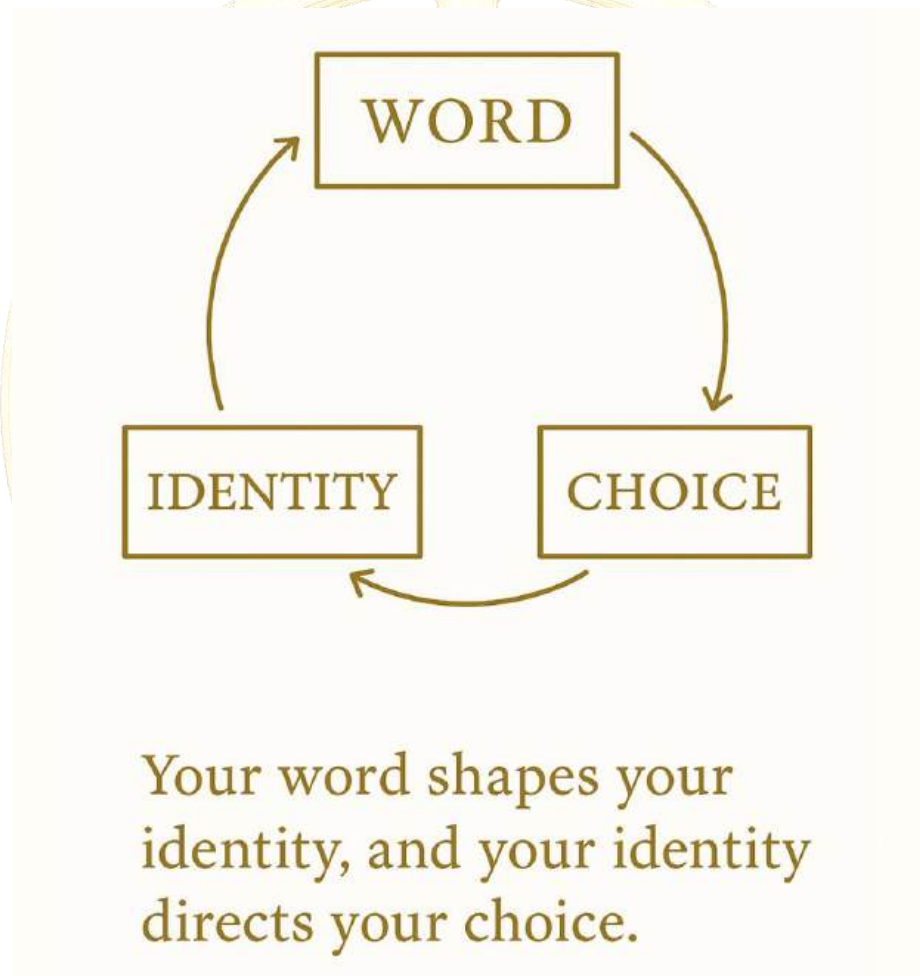 WORD
IDENTITY
CHOICE
Your word shapes your
identity, and your identity
directs your choice.